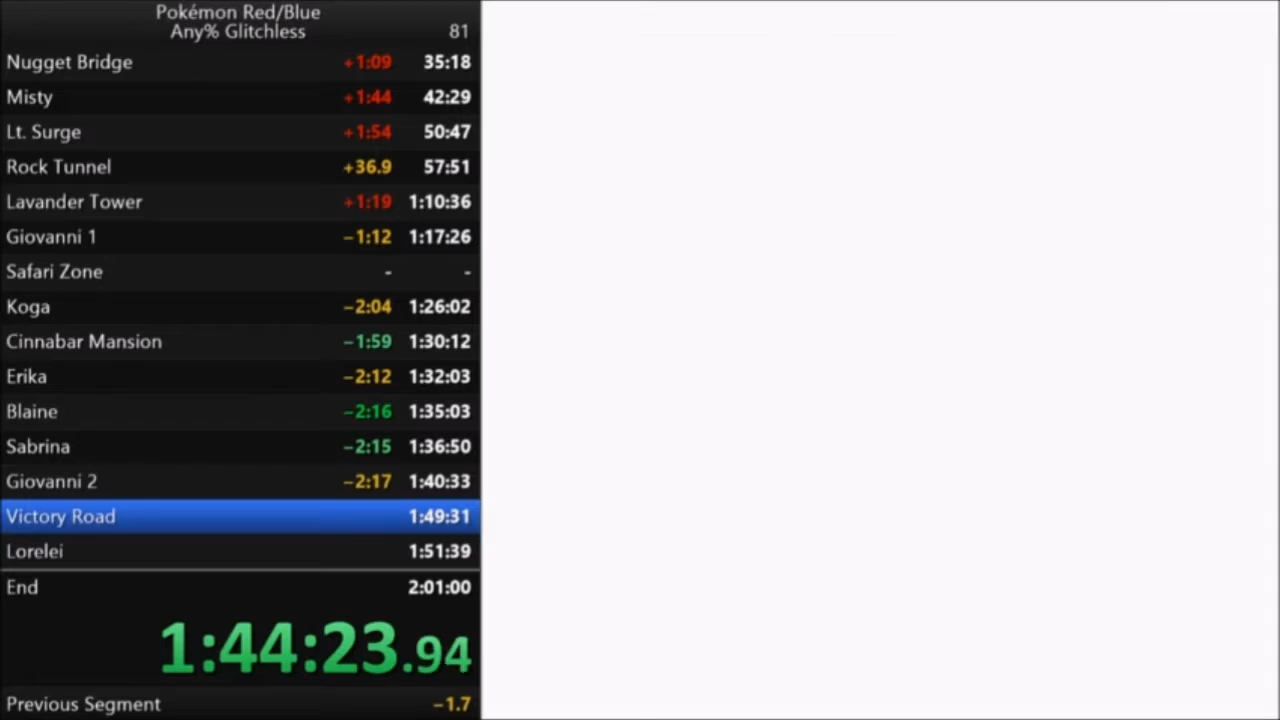 Pokémon Red/Blue
Any% Glitchless 81
Nugget Bridge +1:09 35:18
Misty +1:44 42:29
Lt. Surge +1:54 50:47
Rock Tunnel +36.9 57:51
Lavander Tower +1:19 1:10:36
Giovanni 1 −1:12 1:17:26
Safari Zone - -
Koga −2:04 1:26:02
Cinnabar Mansion −1:59 1:30:12
Erika −2:12 1:32:03
Blaine −2:16 1:35:03
Sabrina −2:15 1:36:50
Giovanni 2 −2:17 1:40:33
Victory Road 1:49:31
Lorelei 1:51:39
End 2:01:00
1:44:23.94
Previous Segment −1.7